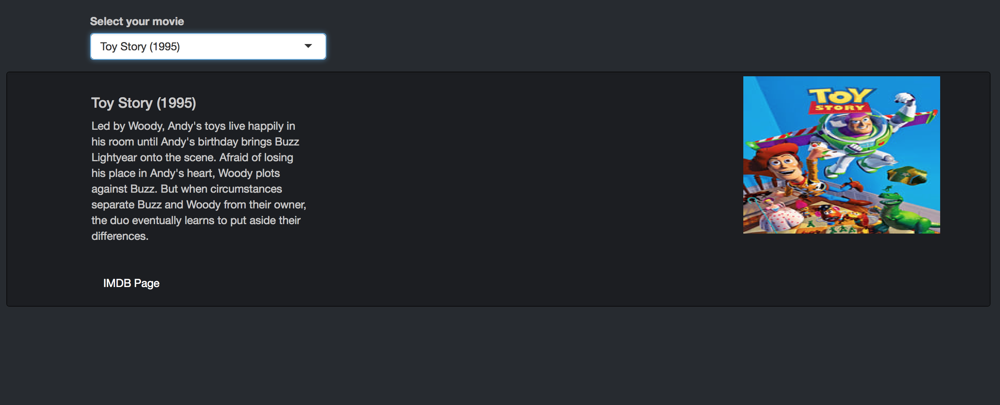 Select your movie
Toy Story (1995)
Toy Story (1995)
Led by Woody, Andy's toys live happily in
his room until Andy's birthday brings Buzz
Lightyear onto the scene. Afraid of losing
his place in Andy's heart, Woody plots
against Buzz. But when circumstances
separate Buzz and Woody from their owner,
the duo eventually learns to put aside their
differences.
IMDB Page
TOY
STORY